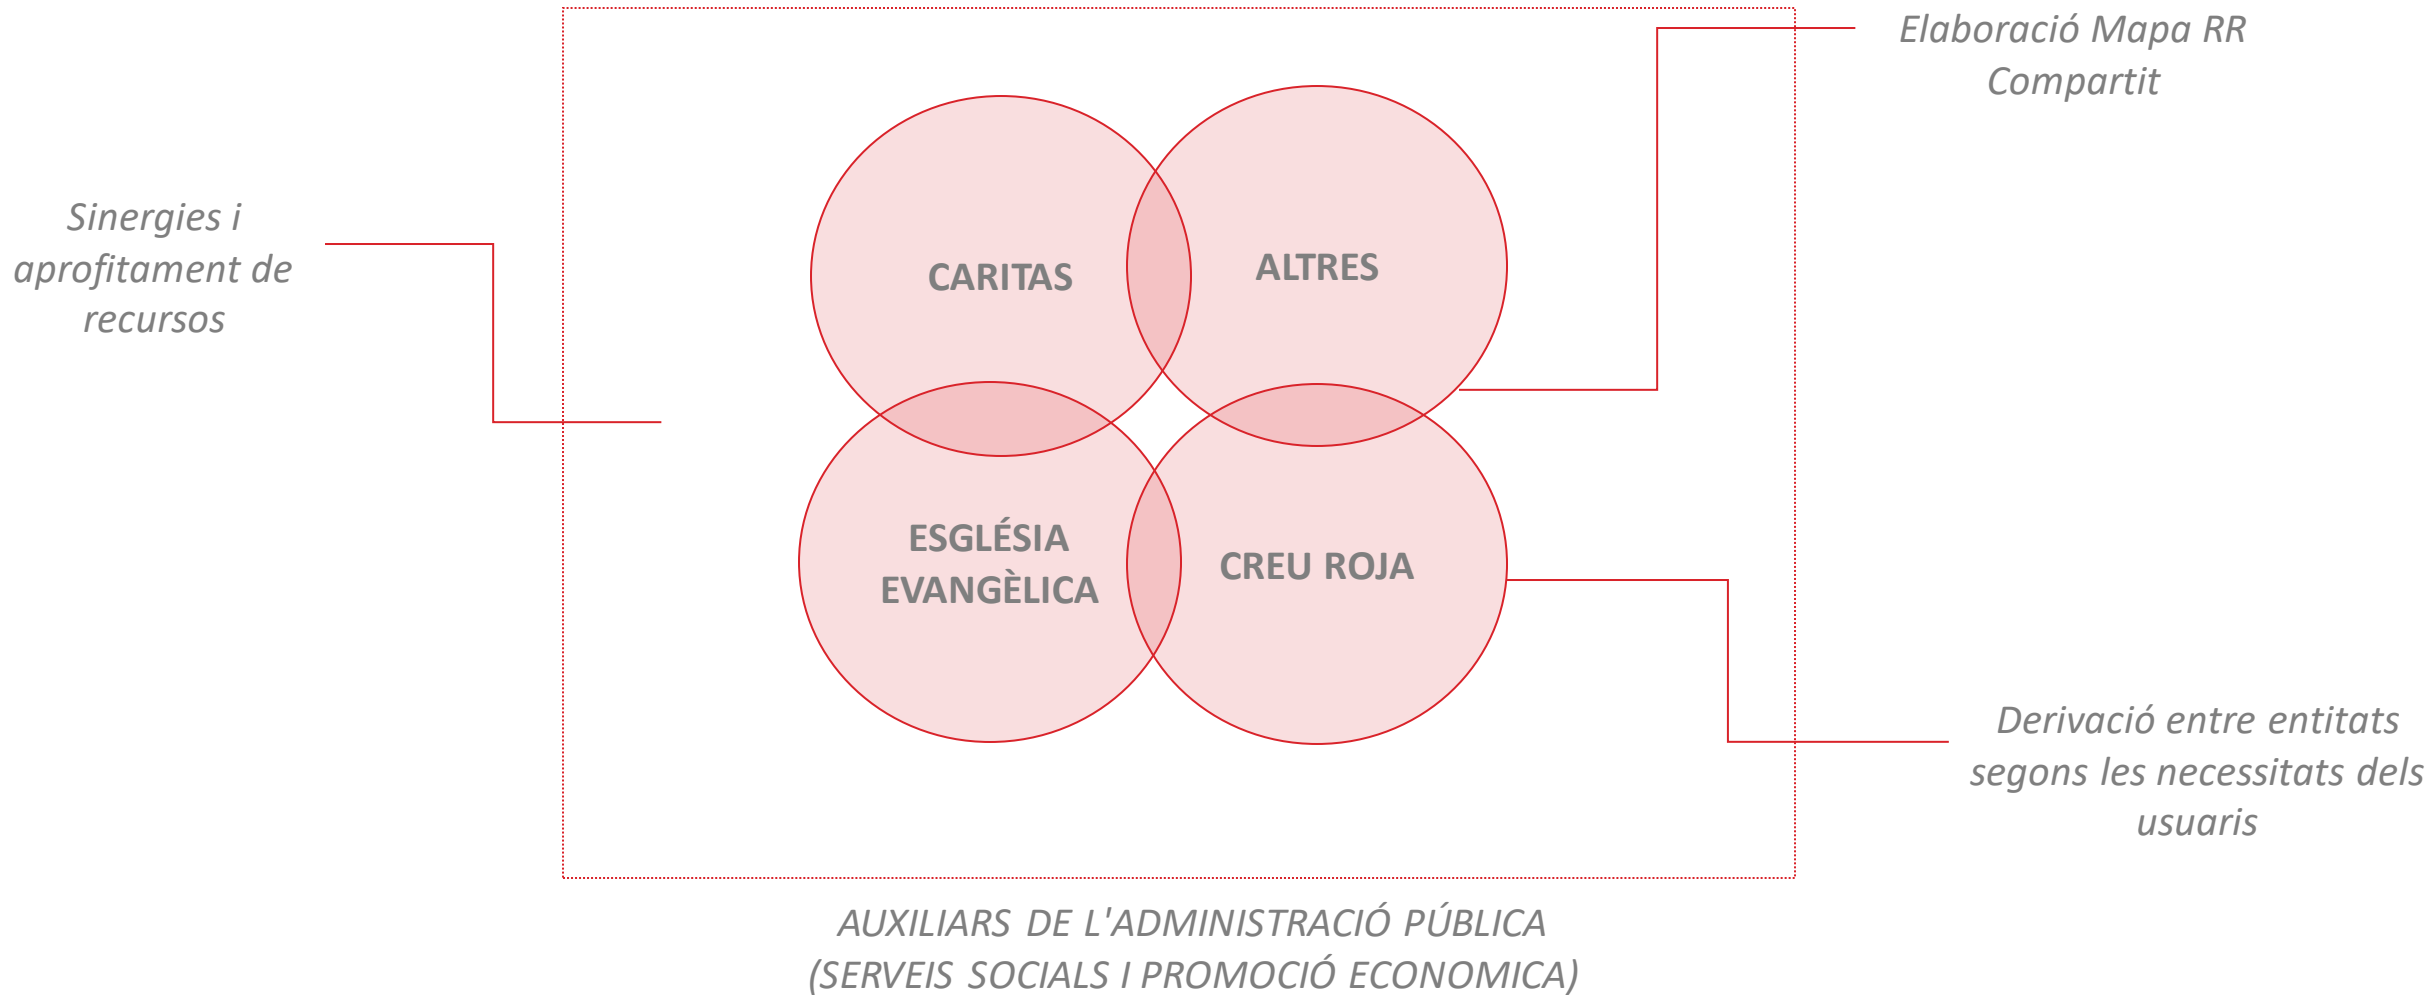 Elaboració Mapa RR
Compartit
Sinergies i
aprofitament de
recursos
CARITAS
ALTRES
ESGLÉSIA
EVANGÈLICA
CREU ROJA
Derivació entre entitats
segons les necessitats dels
usuaris
AUXILIARS DE L'ADMINISTRACIÓ PÚBLICA
(SERVEIS SOCIALS I PROMOCIÓ ECONOMICA)